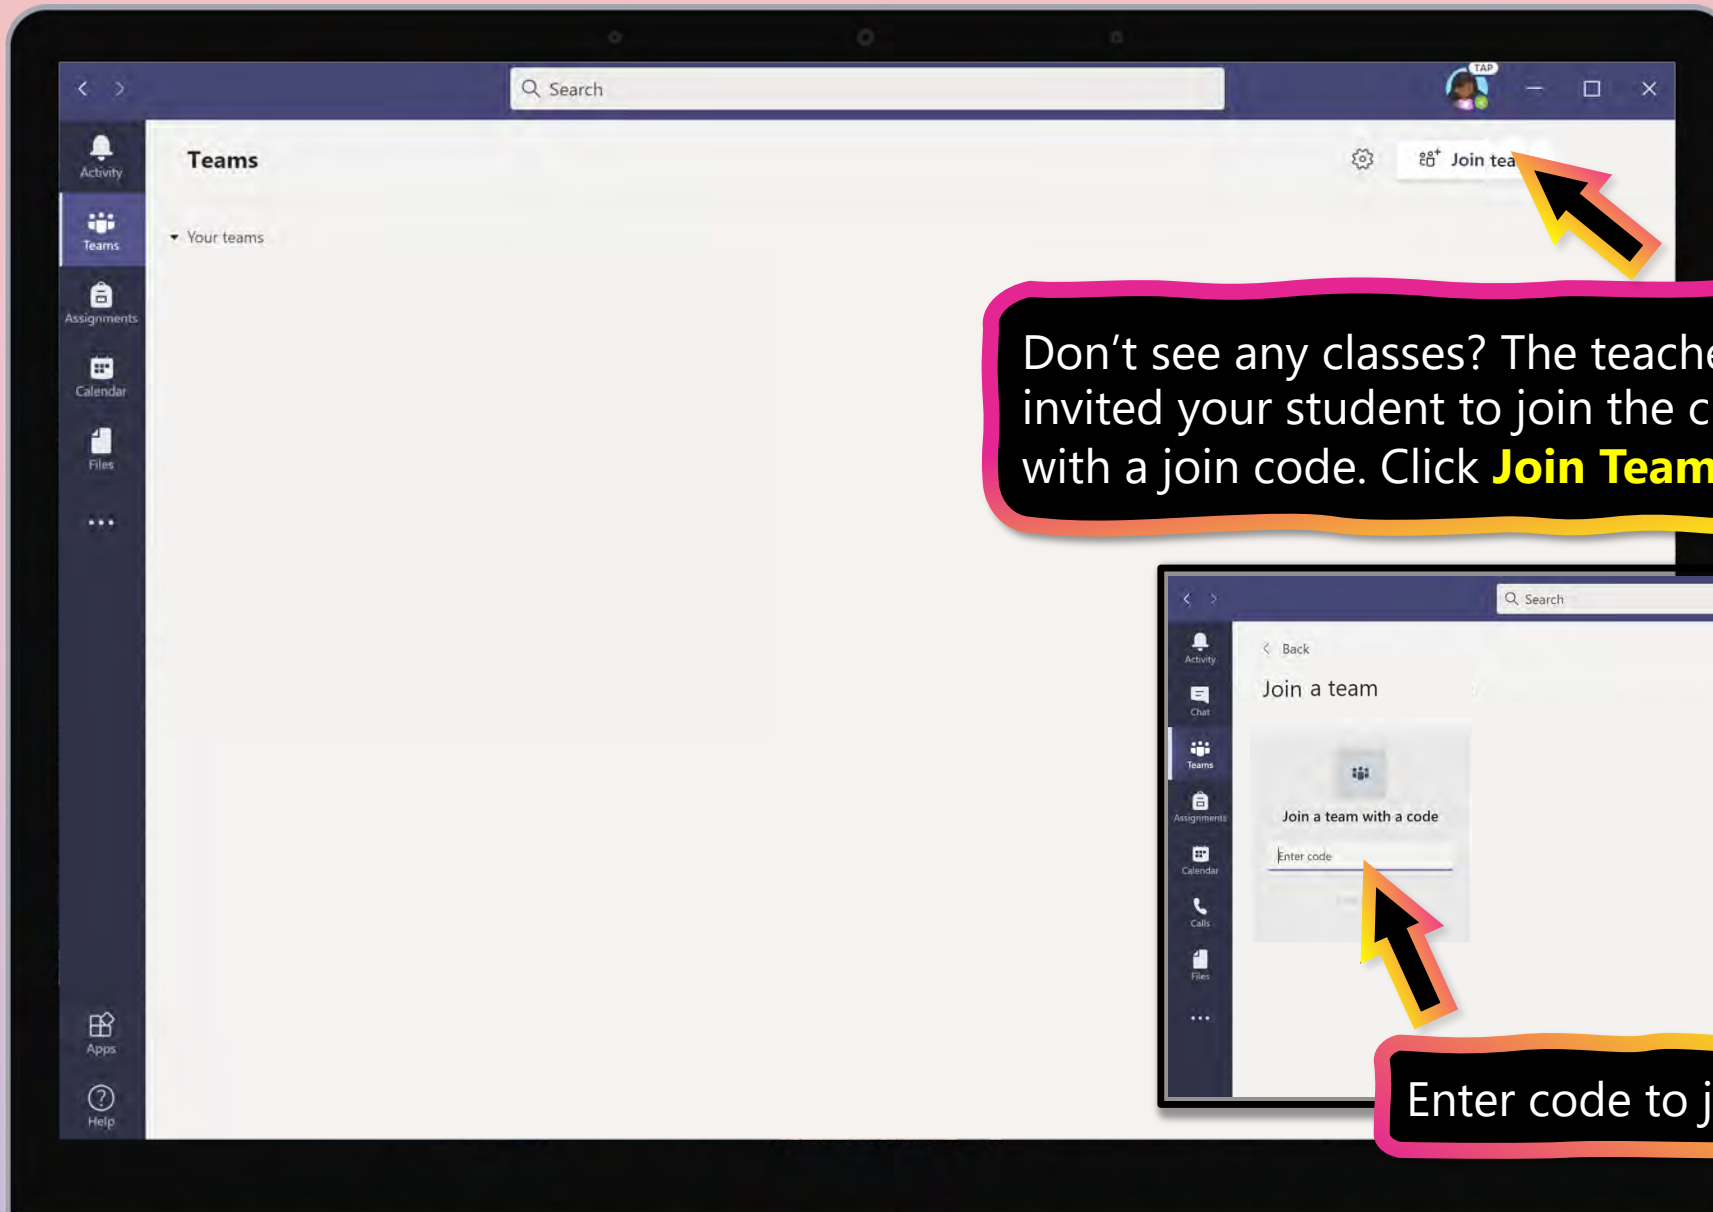 Search
TAP
Activity
Teams
Assignments
Calendar
Files
Apps
Help
Teams
Join tea
Your teams
Don't see any classes? The teache
invited your student to join the c
with a join code. Click Join Team
Search
Activity
Chat
Teams
Assignments
Calendar
Calls
Files
Back
Join a team
Join a team with a code
Enter code
Enter code to j